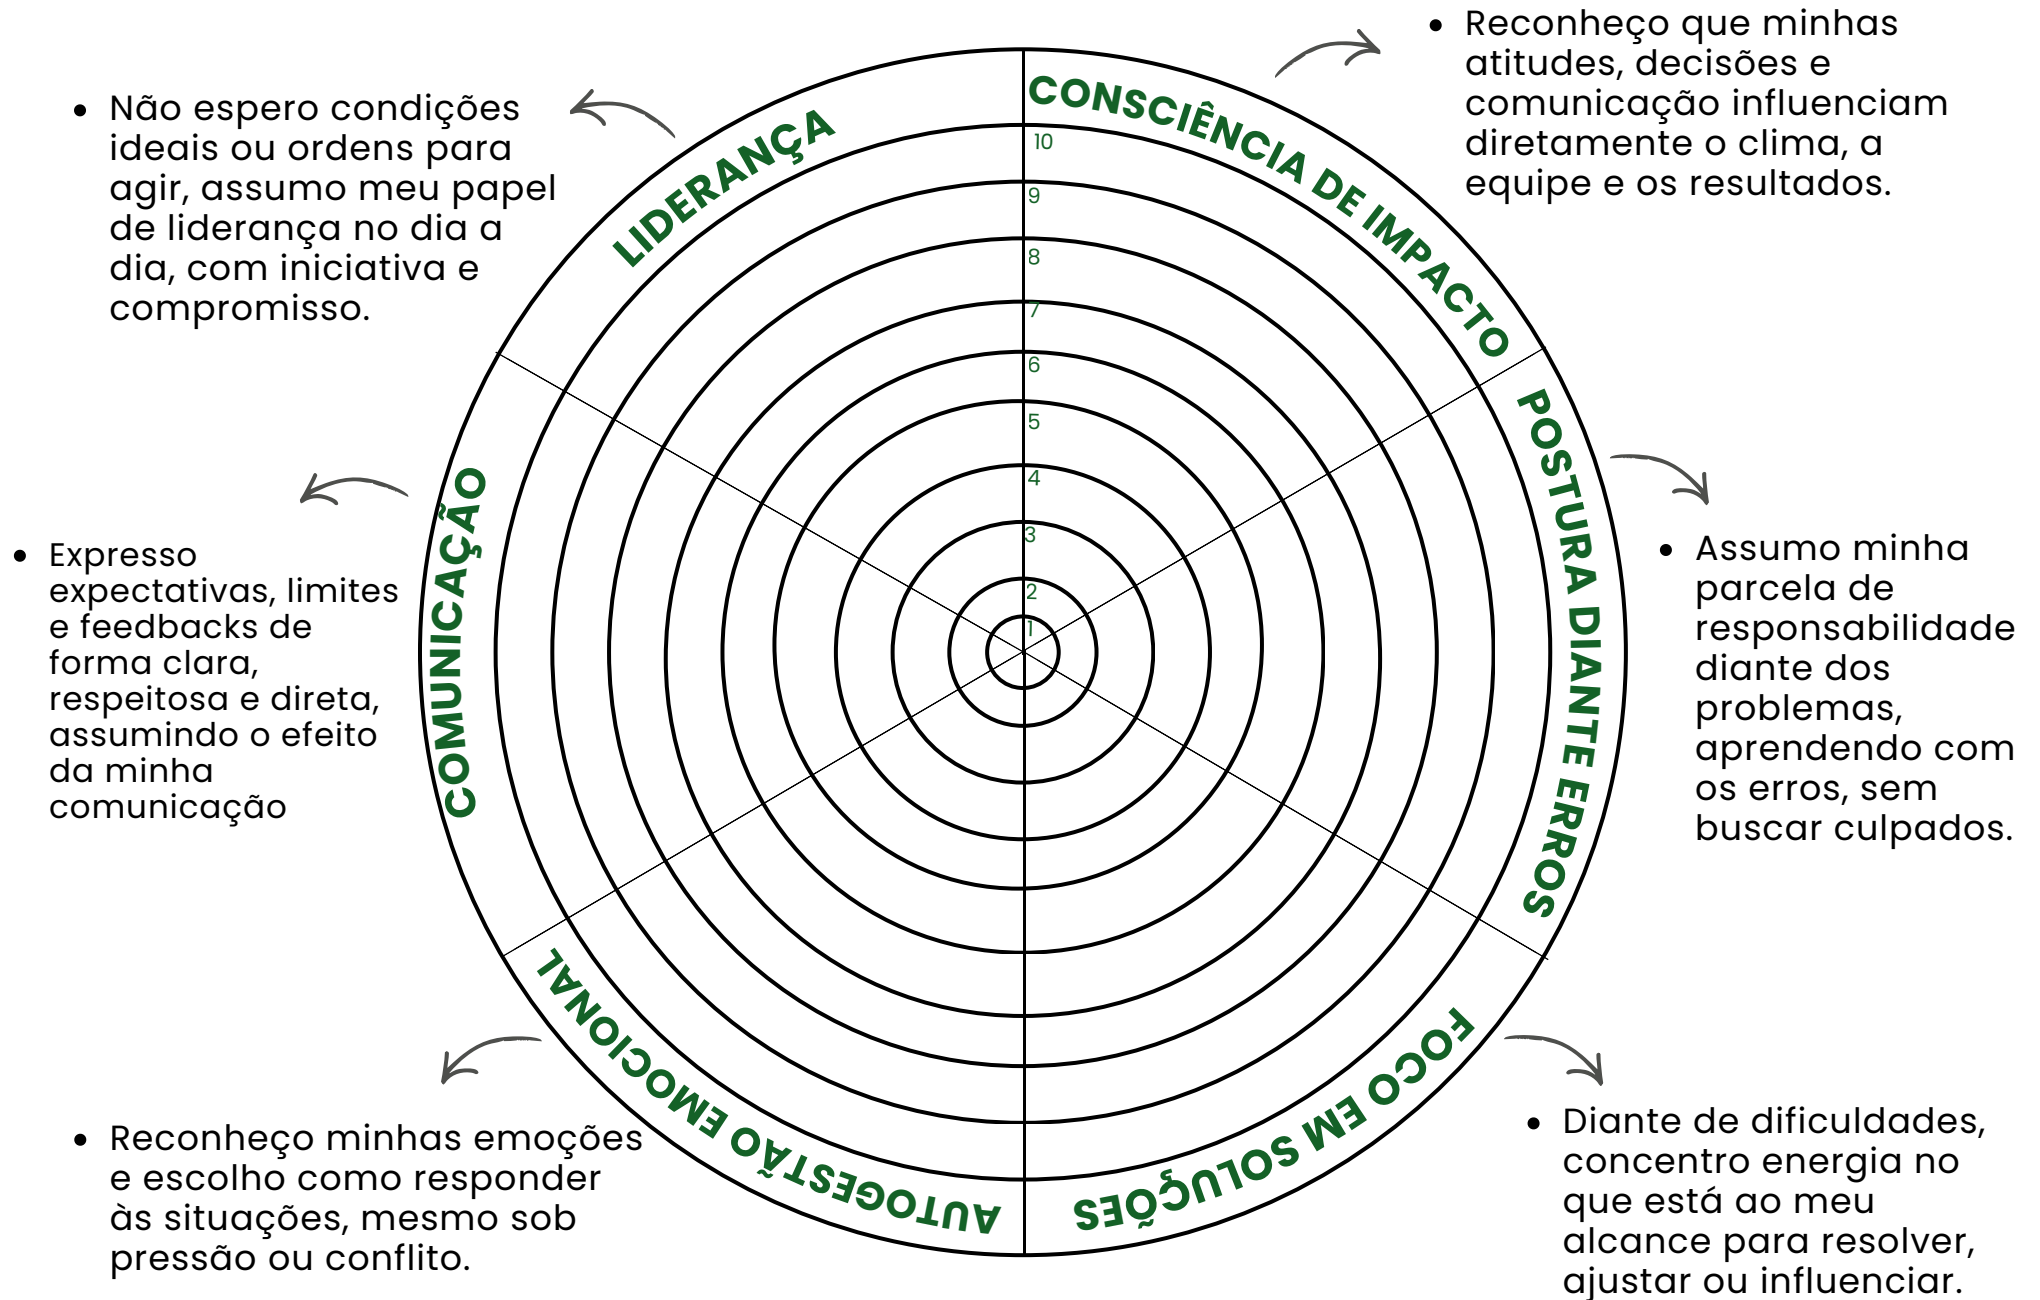 • Reconheço que minhas
atitudes, decisões e
comunicação influenciam
diretamente o clima, a
equipe e os resultados.
• Não espero condições
ideais ou ordens para
agir, assumo meu papel
de liderança no dia a
dia, com iniciativa e
compromisso.
LIDERANÇA
CONSCIÊNCIA DE IMPACTO
10
9
8
7
6
5
4
3
2
1
POSTURA DIANTE ERROS
• Assumo minha
parcela de
responsabilidade
diante dos
problemas,
aprendendo com
os erros, sem
buscar culpados.
COMUNICAÇÃO
• Expresso
expectativas, limites
e feedbacks de
forma clara,
respeitosa e direta,
assumindo o efeito
da minha
comunicação
AUTOGESTÃO EMOCIONAL
• Reconheço minhas emoções
e escolho como responder
às situações, mesmo sob
pressão ou conflito.
FOCO EM SOLUÇÕES
• Diante de dificuldades,
concentro energia no
que está ao meu
alcance para resolver,
ajustar ou influenciar.